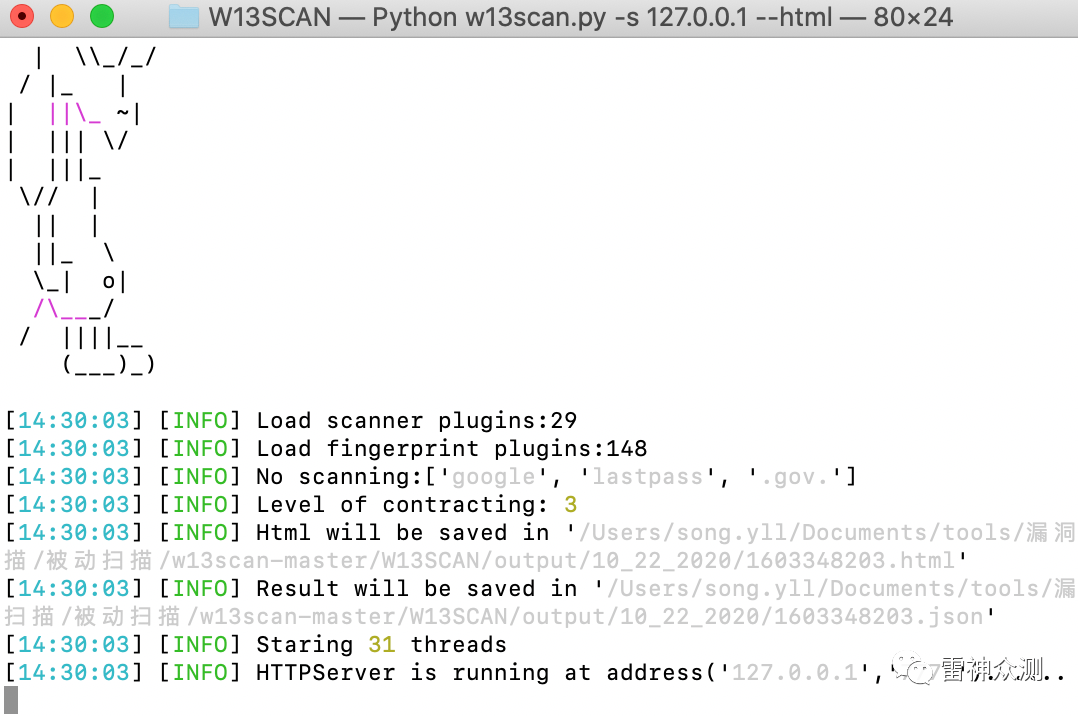 W13SCAN — Python w13scan.py -s 127.0.0.1 --html — 80×24
  |  \\_/_/
 / |_   |
|  ||\_ ~|
|  ||| \/
|  |||_
 \//  |
  ||  |
  ||_  \
  \_|  o|
  /\___/
 /  ||||__
    (___)_)
[14:30:03] [INFO] Load scanner plugins:29
[14:30:03] [INFO] Load fingerprint plugins:148
[14:30:03] [INFO] No scanning:['google', 'lastpass', '.gov.']
[14:30:03] [INFO] Level of contracting: 3
[14:30:03] [INFO] Html will be saved in '/Users/song.yll/Documents/tools/漏洞
描/被动扫描/w13scan-master/W13SCAN/output/10_22_2020/1603348203.html'
[14:30:03] [INFO] Result will be saved in '/Users/song.yll/Documents/tools/漏
扫描/被动扫描/w13scan-master/W13SCAN/output/10_22_2020/1603348203.json'
[14:30:03] [INFO] Staring 31 threads
[14:30:03] [INFO] HTTPServer is running at address('127.0.0.1',
雷神众测